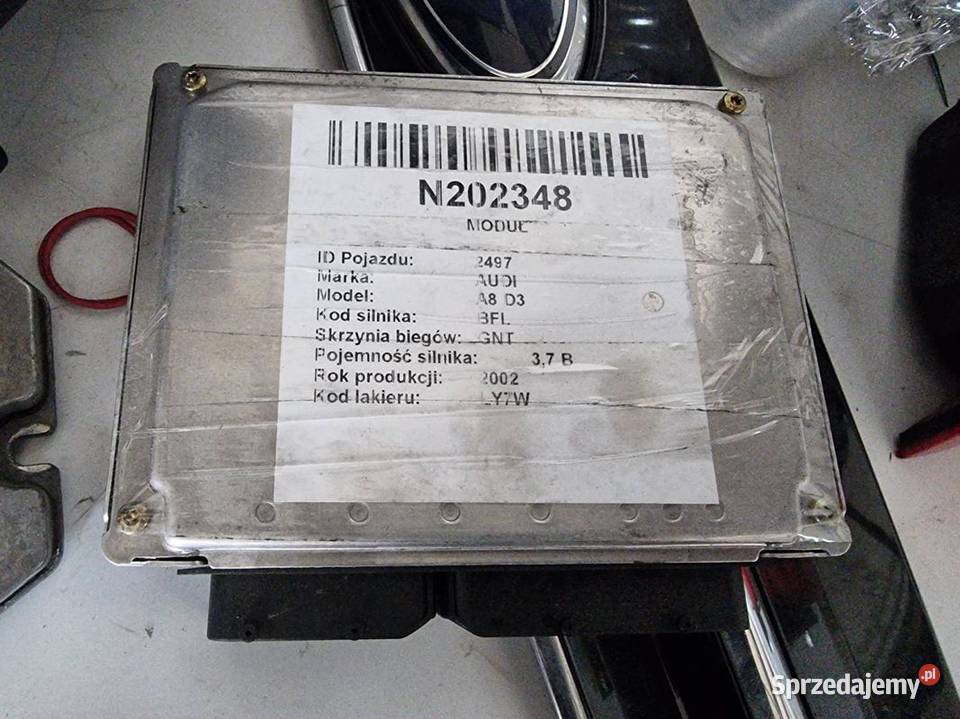 N202348
MODUŁ
ID Pojazdu: 2497
Marka: AUDI
Model: A8 D3
Kod silnika: BFL
Skrzynia biegów: GNT
Pojemność silnika: 3,7 B
Rok produkcji: 2002
Kod lakieru: LY7W
Sprzedajemy.pl